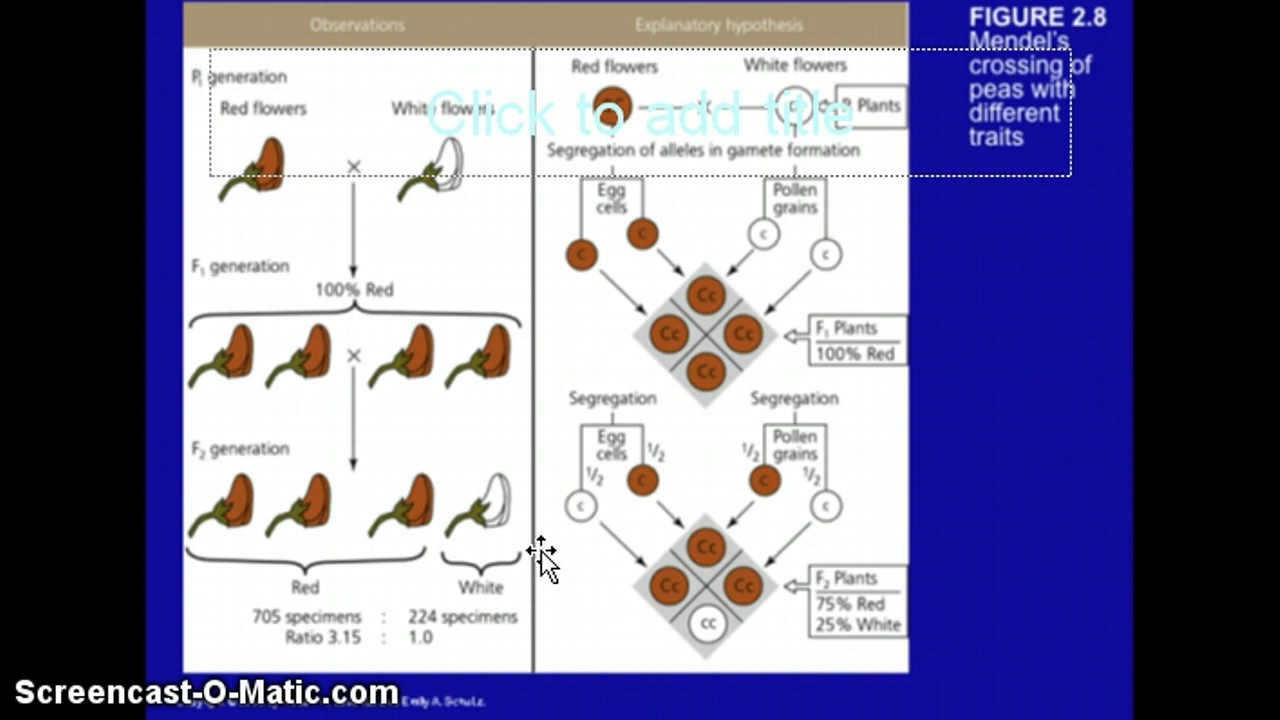 Observations
Explanatory hypothesis
FIGURE 2.8
Mendel's
crossing of
peas with
different
traits
Click to add title
P₁ generation
Red flowers
White flowers
×
F₁ generation
100% Red
×
F₂ generation
Red
White
705 specimens : 224 specimens
Ratio 3.15 : 1.0
Red flowers
White flowers
Plants
Segregation of alleles in gamete formation
Egg
cells
Pollen
grains
C
C
c
c
Cc
Cc
Cc
Cc
F₁ Plants
100% Red
Segregation
Segregation
Egg
cells
1/2
1/2
Pollen
grains
1/2
1/2
c
C
C
c
Cc
Cc
Cc
cc
F₂ Plants
75% Red
25% White
Emily A. Schultz.
Screencast-O-Matic.com